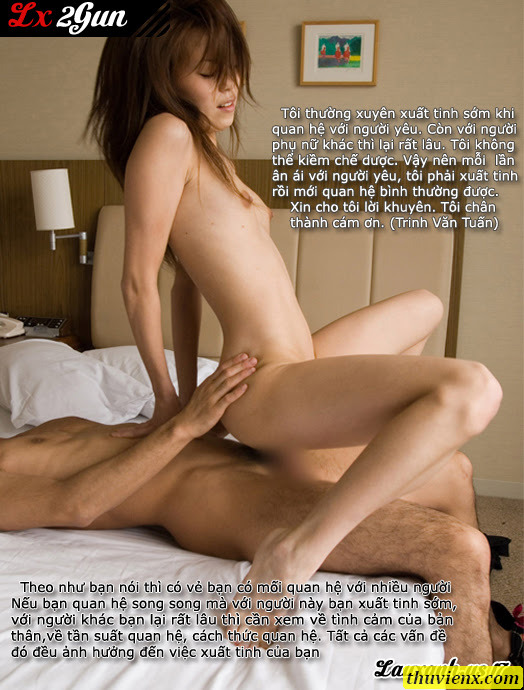 Lx 2Gun
Tôi thường xuyên xuất tinh sớm khi
quan hệ với người yêu. Còn với người
phụ nữ khác thì lại rất lâu. Tôi không
thể kiềm chế dược. Vậy nên mỗi lần
ân ái với người yêu, tôi phải xuất tinh
rồi mới quan hệ bình thường được.
Xin cho tôi lời khuyên. Tôi chân
thành cám ơn. (Trinh Văn Tuấn)
Theo như bạn nói thì có vẻ bạn có mối quan hệ với nhiều người
Nếu bạn quan hệ song song mà với người này bạn xuất tinh sớm,
với người khác bạn lại rất lâu thì cần xem về tình cảm của bản
thân,về tần suất quan hệ, cách thức quan hệ. Tất cả các vấn đề
đó đều ảnh hưởng đến việc xuất tinh của bạn
thuvienx.com